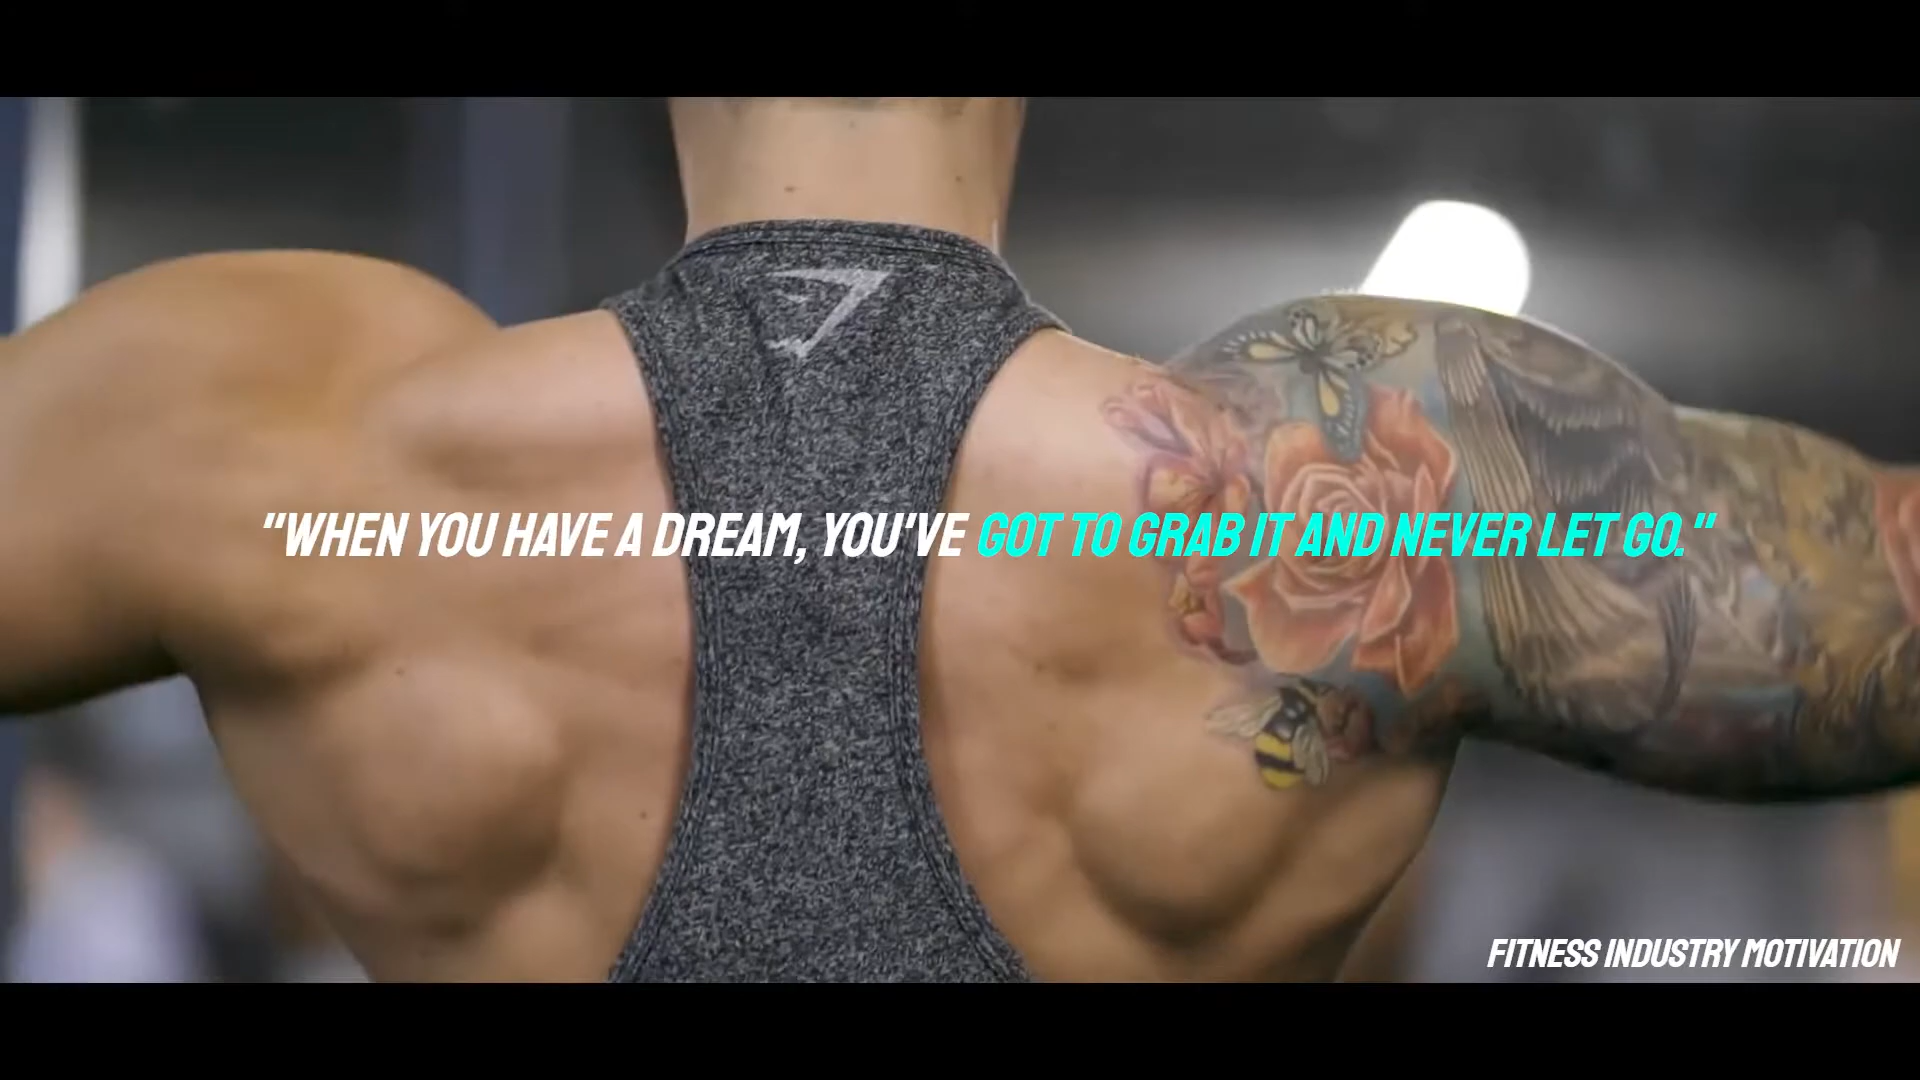 "WHEN YOU HAVE A DREAM, YOU'VE GOT TO GRAB IT AND NEVER LET GO."
FITNESS INDUSTRY MOTIVATION